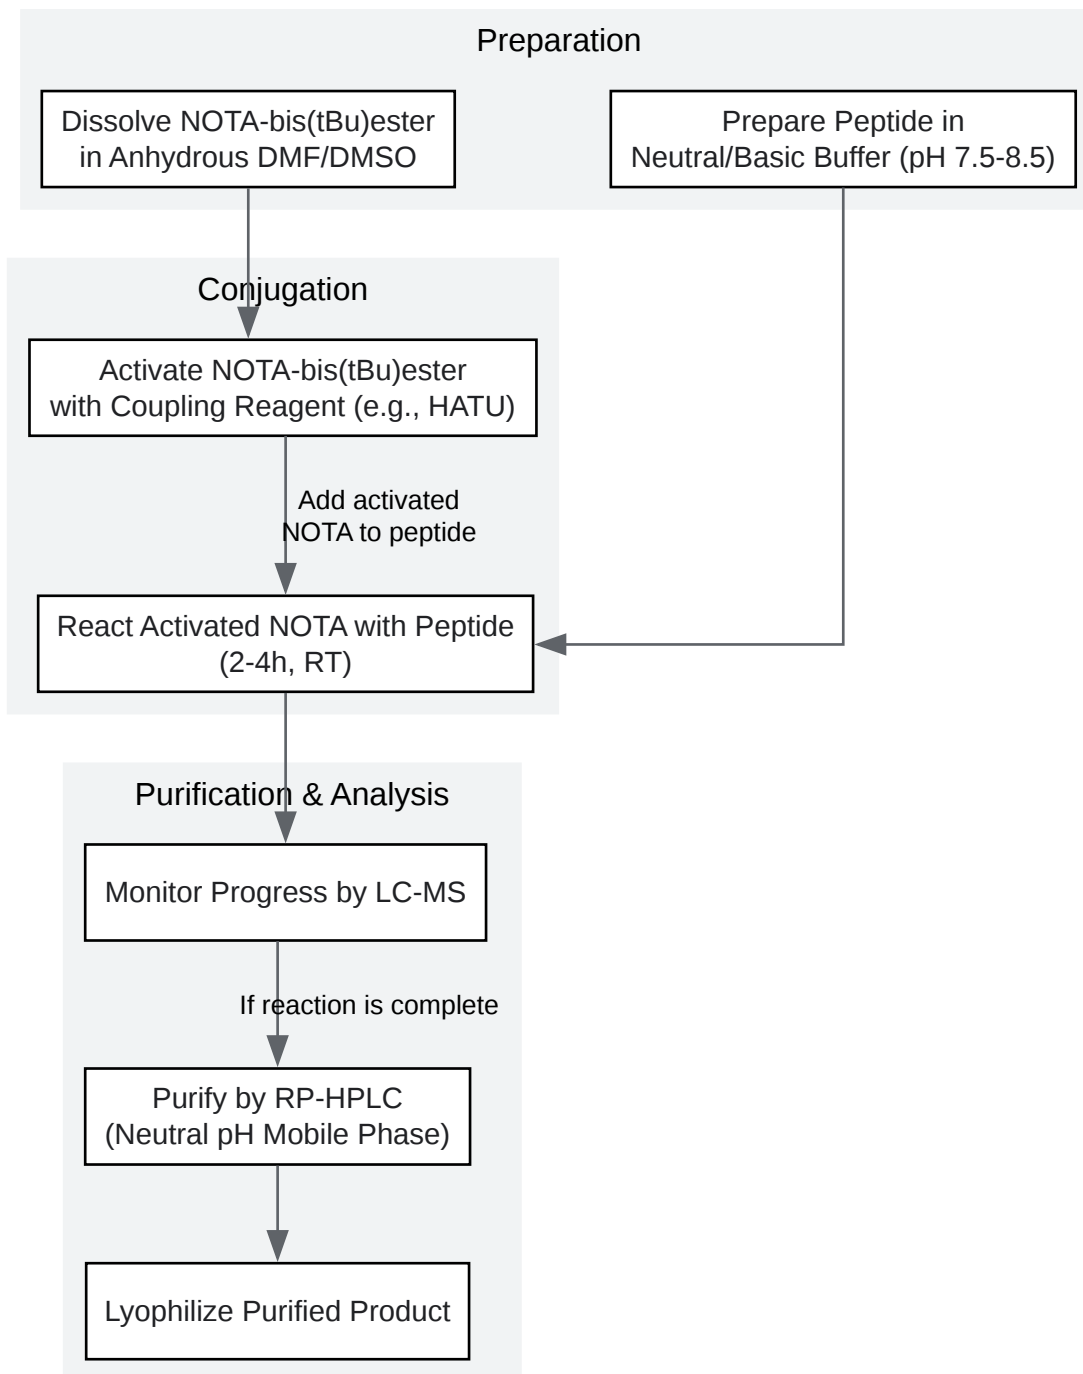 Preparation
Dissolve NOTA-bis(tBu)ester
in Anhydrous DMF/DMSO
Prepare Peptide in
Neutral/Basic Buffer (pH 7.5-8.5)
Conjugation
Activate NOTA-bis(tBu)ester
with Coupling Reagent (e.g., HATU)
Add activated
NOTA to peptide
React Activated NOTA with Peptide
(2-4h, RT)
Purification & Analysis
Monitor Progress by LC-MS
If reaction is complete
Purify by RP-HPLC
(Neutral pH Mobile Phase)
Lyophilize Purified Product